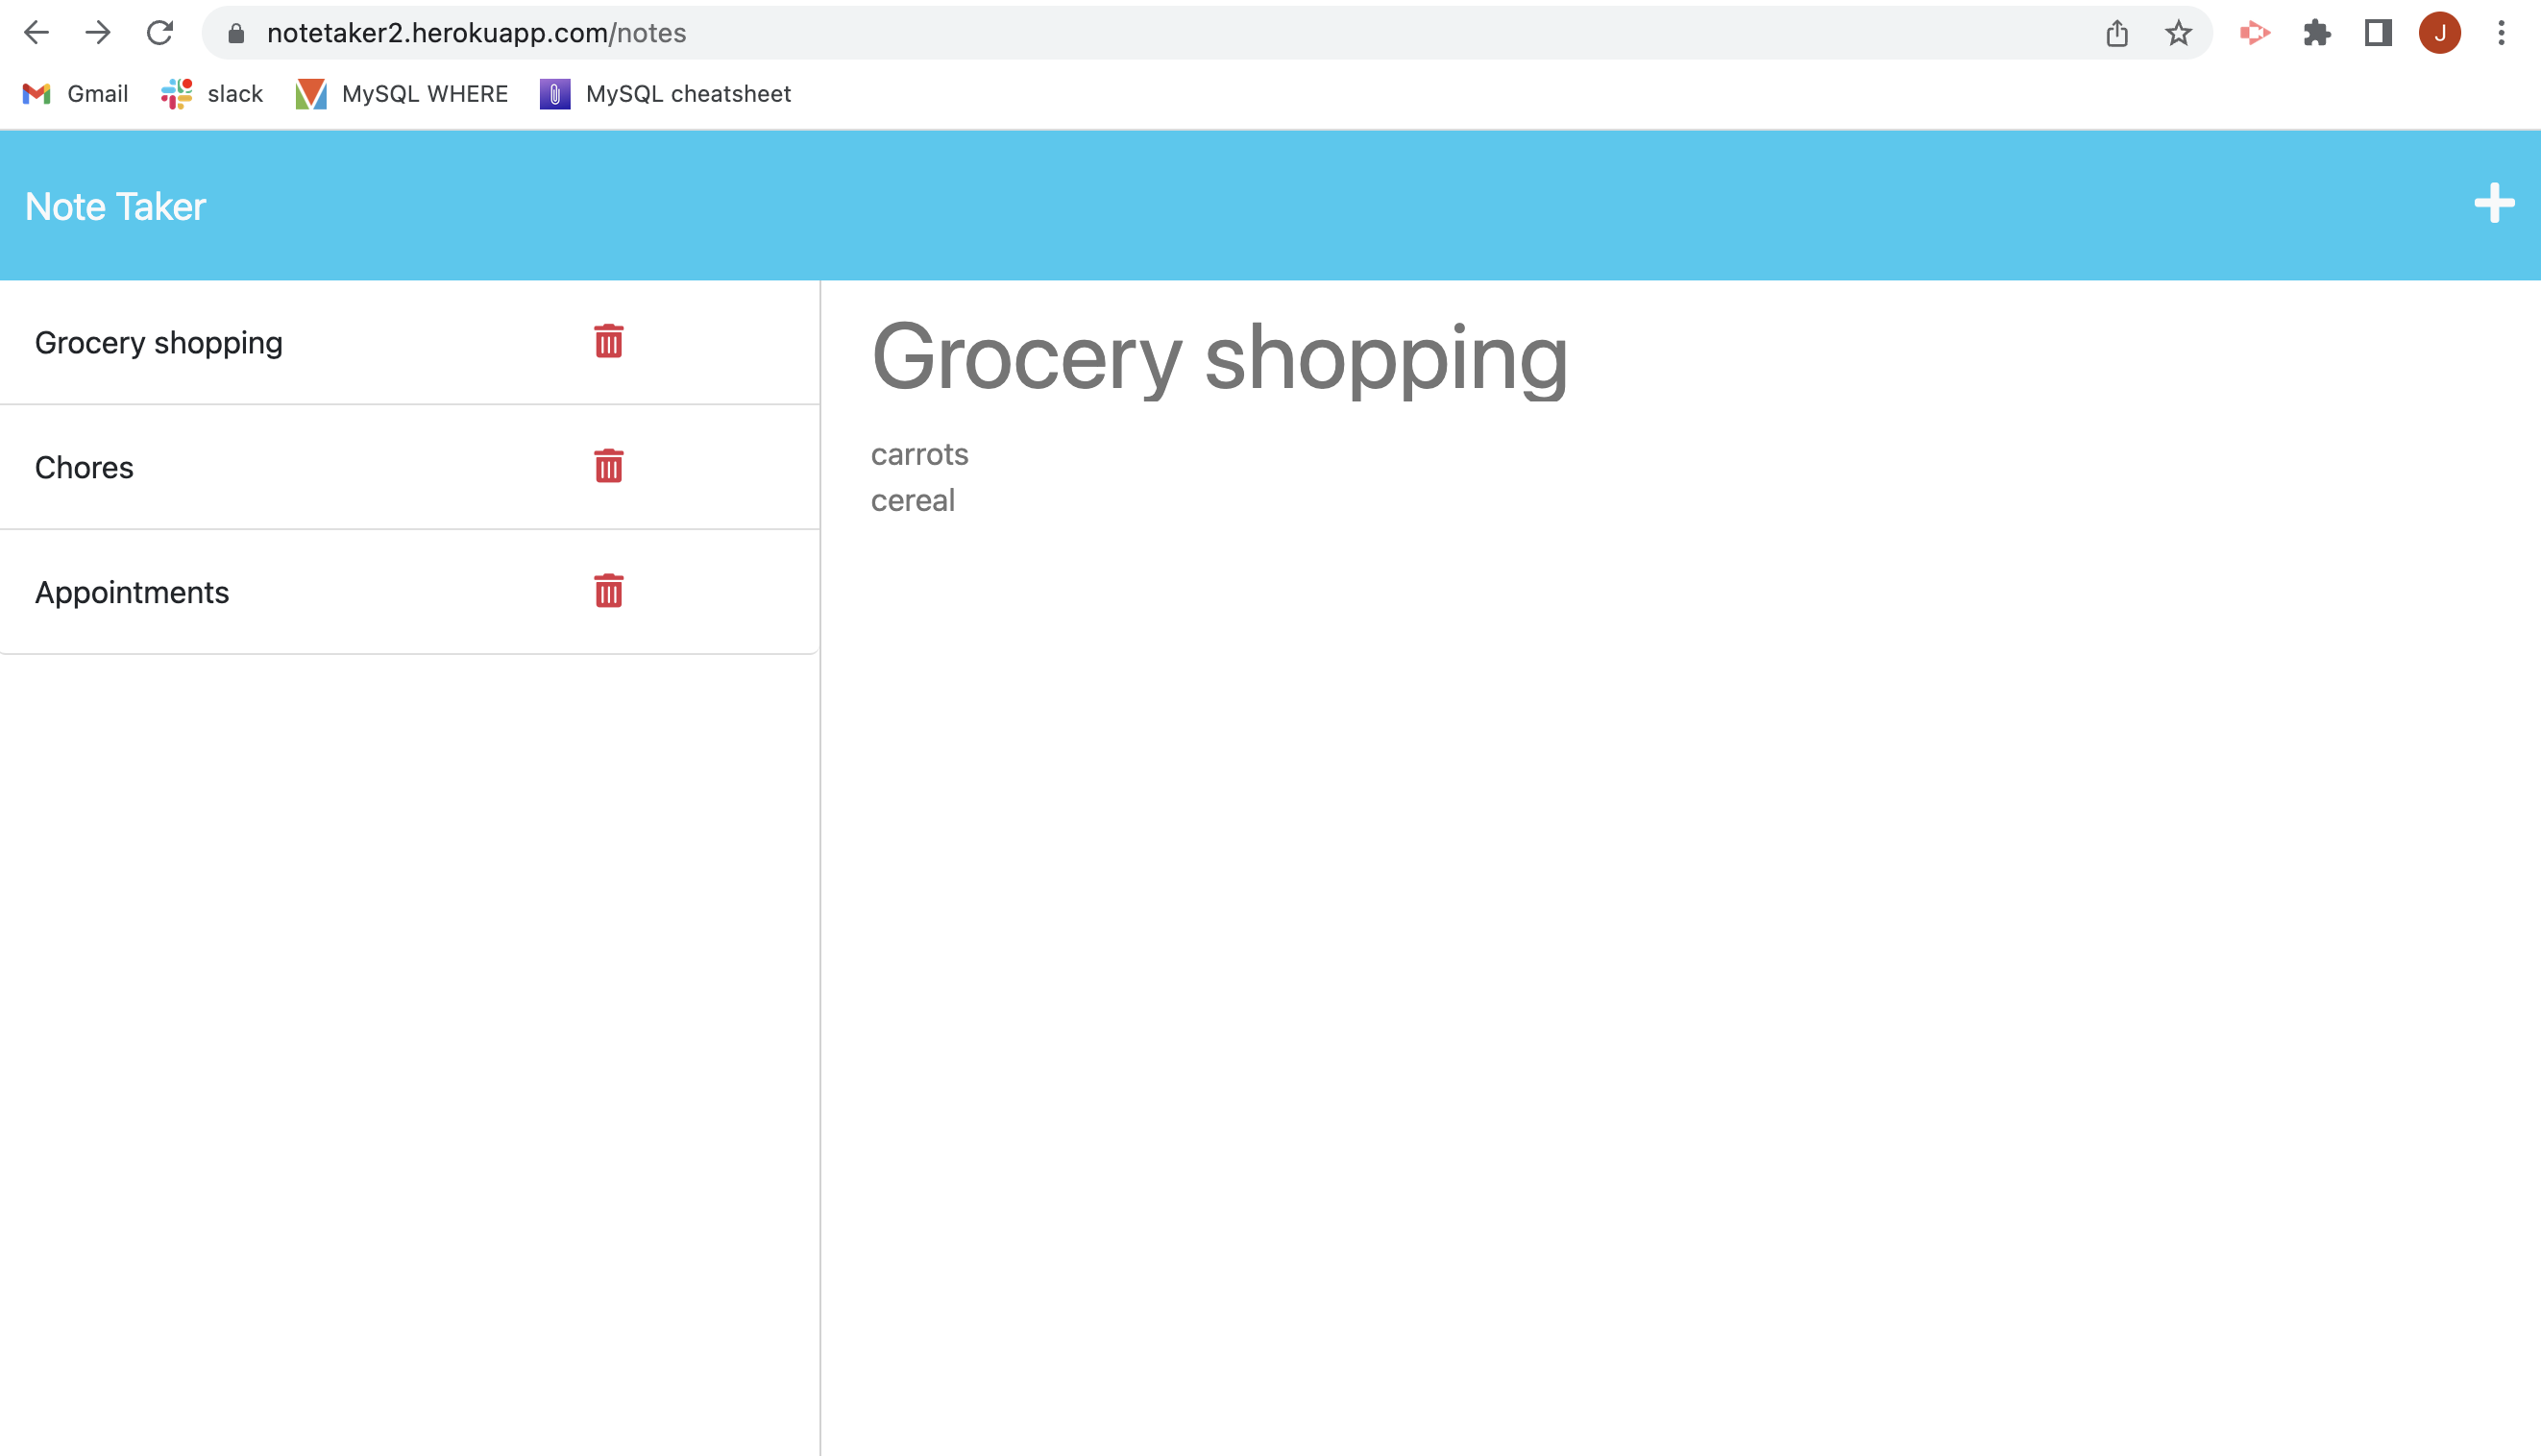 notetaker2.herokuapp.com/notes
J
Gmail slack MySQL WHERE MySQL cheatsheet
Note Taker
Grocery shopping
Chores
Appointments
Grocery shopping
carrots
cereal